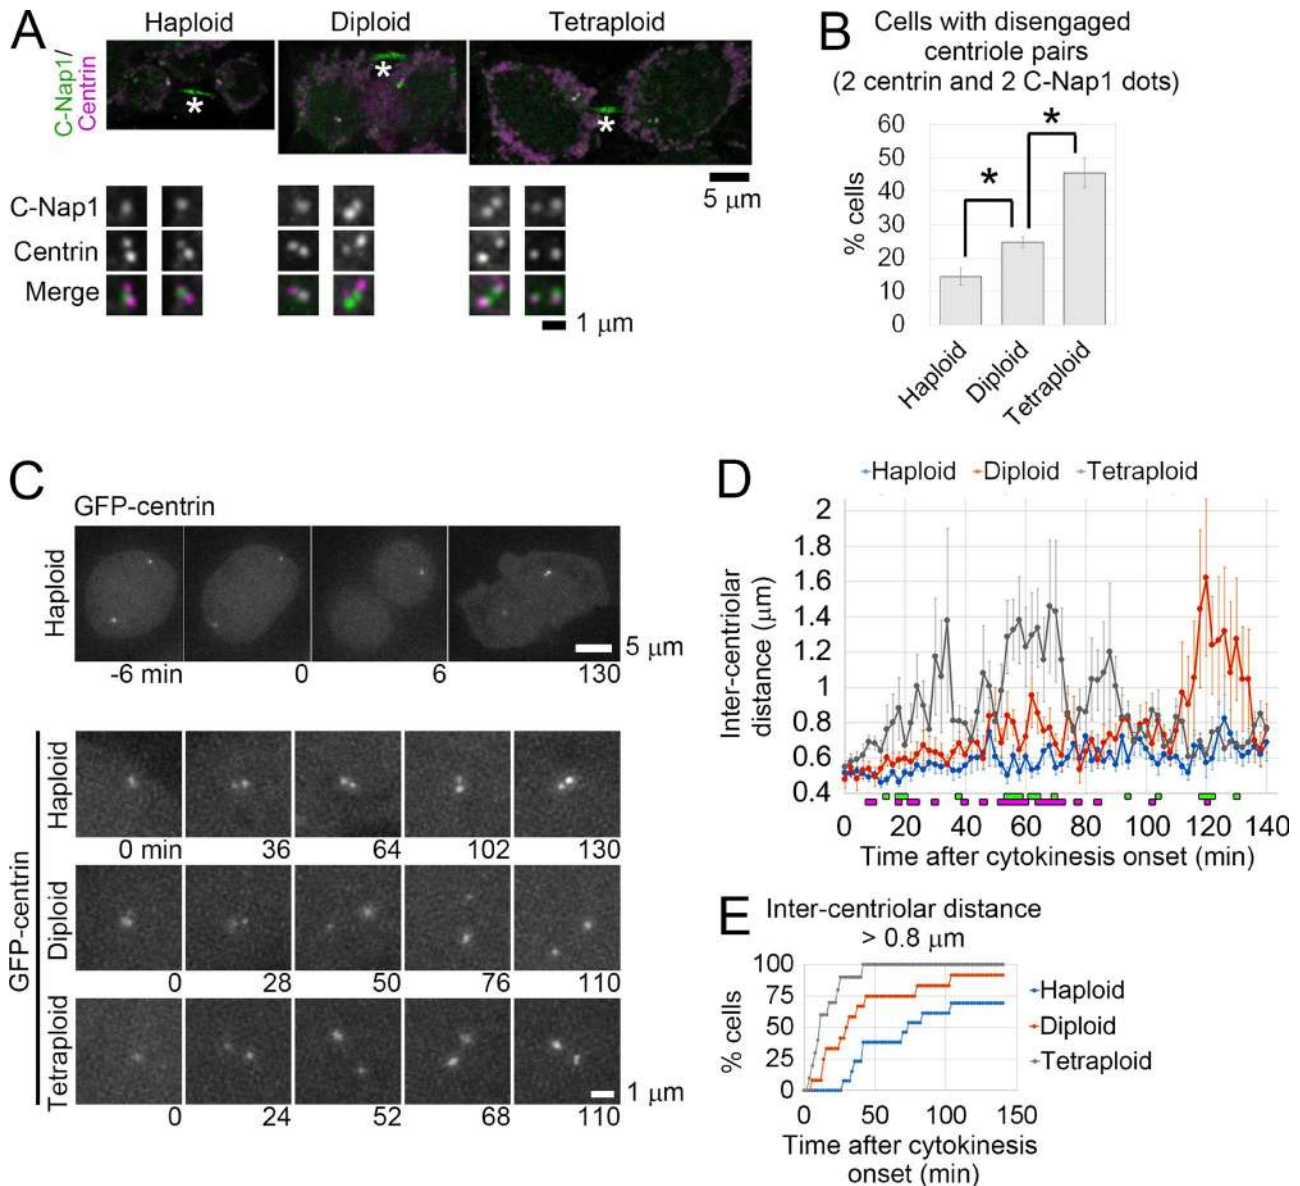 A
Haploid
Diploid
Tetraploid
C-Nap1/
Centrin
*
*
*
5 μm
C-Nap1
Centrin
Merge
1 μm
B
Cells with disengaged
centriole pairs
(2 centrin and 2 C-Nap1 dots)
% cells
60
50
40
30
20
10
0
*
*
Haploid
Diploid
Tetraploid
C
GFP-centrin
Haploid
5 μm
-6 min
0
6
130
GFP-centrin
Haploid
0 min
36
64
102
130
Diploid
0
28
50
76
110
Tetraploid
1 μm
0
24
52
68
110
D
Haploid
Diploid
Tetraploid
Inter-centriolar
distance (μm)
2
1.8
1.6
1.4
1.2
1
0.8
0.6
0.4
0
20
40
60
80
100
120
140
Time after cytokinesis onset (min)
E
Inter-centriolar distance
> 0.8 μm
% cells
100
75
50
25
0
Haploid
Diploid
Tetraploid
0
50
100
150
Time after cytokinesis
onset (min)